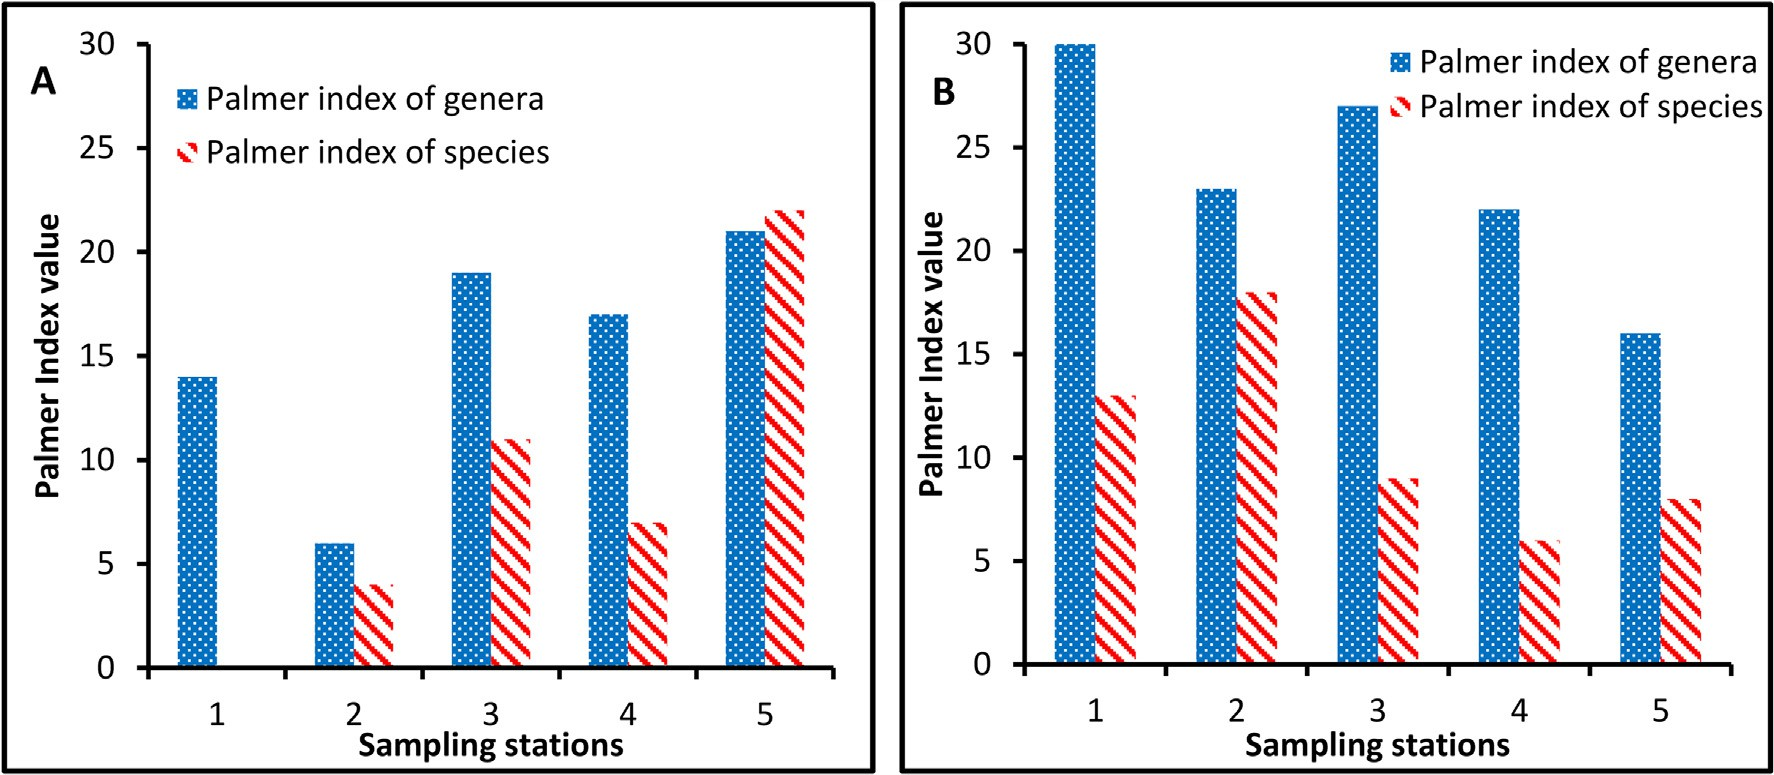 A
30
25
20
15
10
5
0
Palmer Index value
Palmer index of genera
Palmer index of species
1 2 3 4 5
Sampling stations
B
30
25
20
15
10
5
0
Palmer Index value
Palmer index of genera
Palmer index of species
1 2 3 4 5
Sampling stations